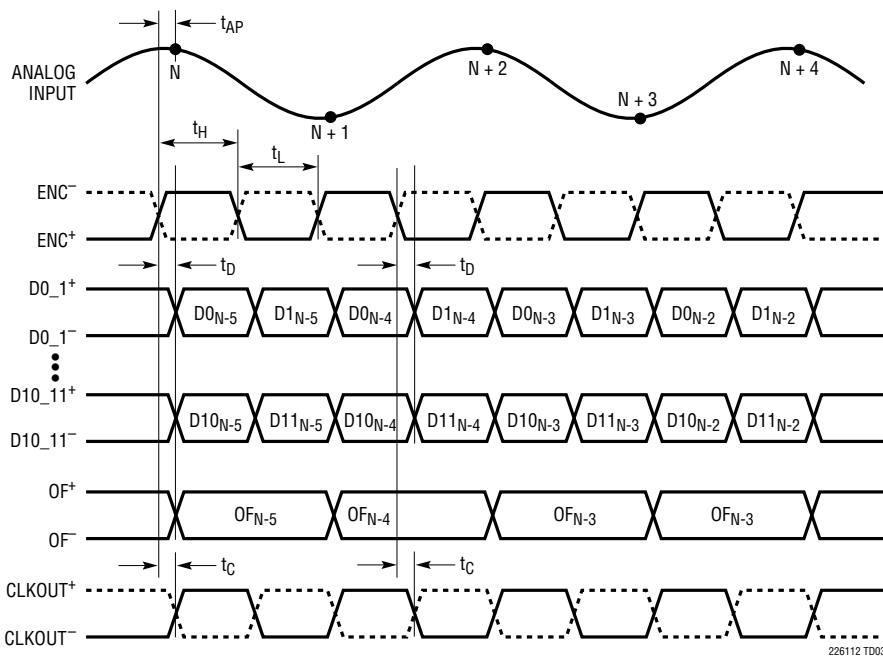 t_AP
ANALOG
INPUT
N
N + 1
N + 2
N + 3
N + 4
t_H
t_L
ENC⁻
ENC⁺
t_D t_D
D0_1⁺
D0_1⁻
D0_N-5 D1_N-5 D0_N-4 D1_N-4 D0_N-3 D1_N-3 D0_N-2 D1_N-2
D10_11⁺
D10_11⁻
D10_N-5 D11_N-5 D10_N-4 D11_N-4 D10_N-3 D11_N-3 D10_N-2 D11_N-2
OF⁺
OF⁻
OF_N-5 OF_N-4 OF_N-3 OF_N-3
t_C t_C
CLKOUT⁺
CLKOUT⁻
226112 TD03